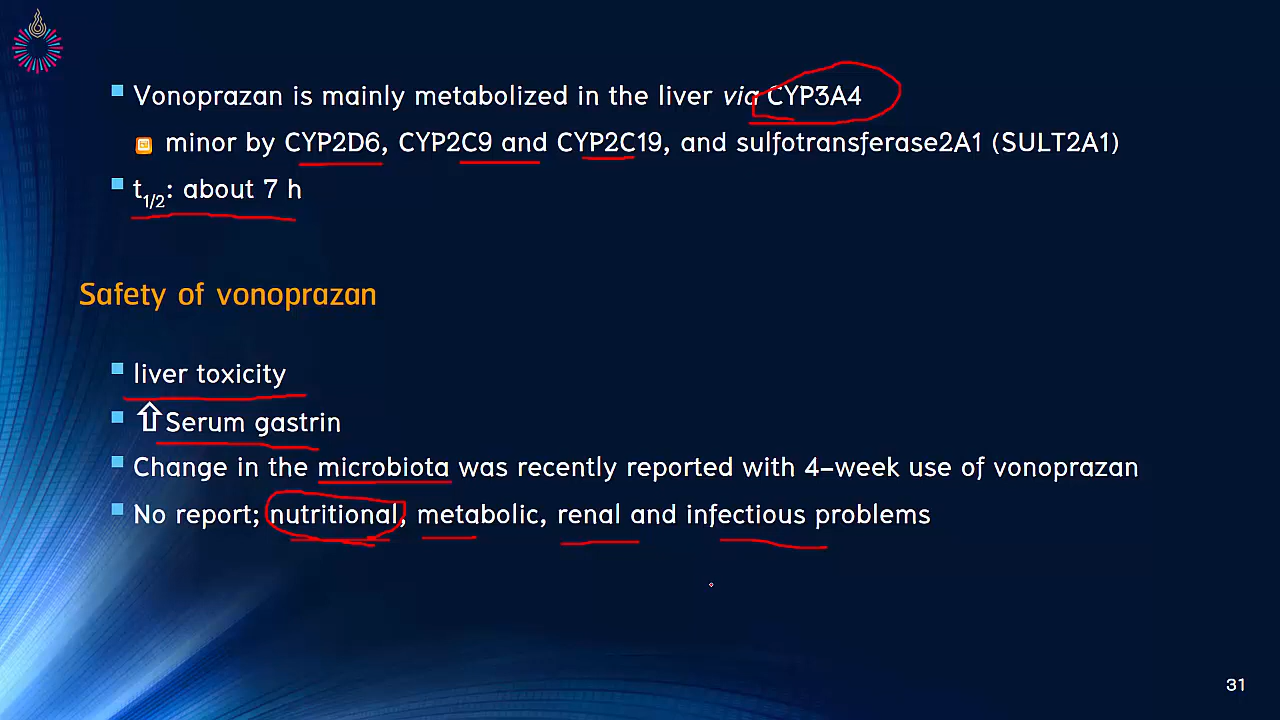 Vonoprazan is mainly metabolized in the liver via CYP3A4
minor by CYP2D6, CYP2C9 and CYP2C19, and sulfotransferase2A1 (SULT2A1)
t1/2: about 7 h
Safety of vonoprazan
liver toxicity
⇧Serum gastrin
Change in the microbiota was recently reported with 4-week use of vonoprazan
No report; nutritional, metabolic, renal and infectious problems
31